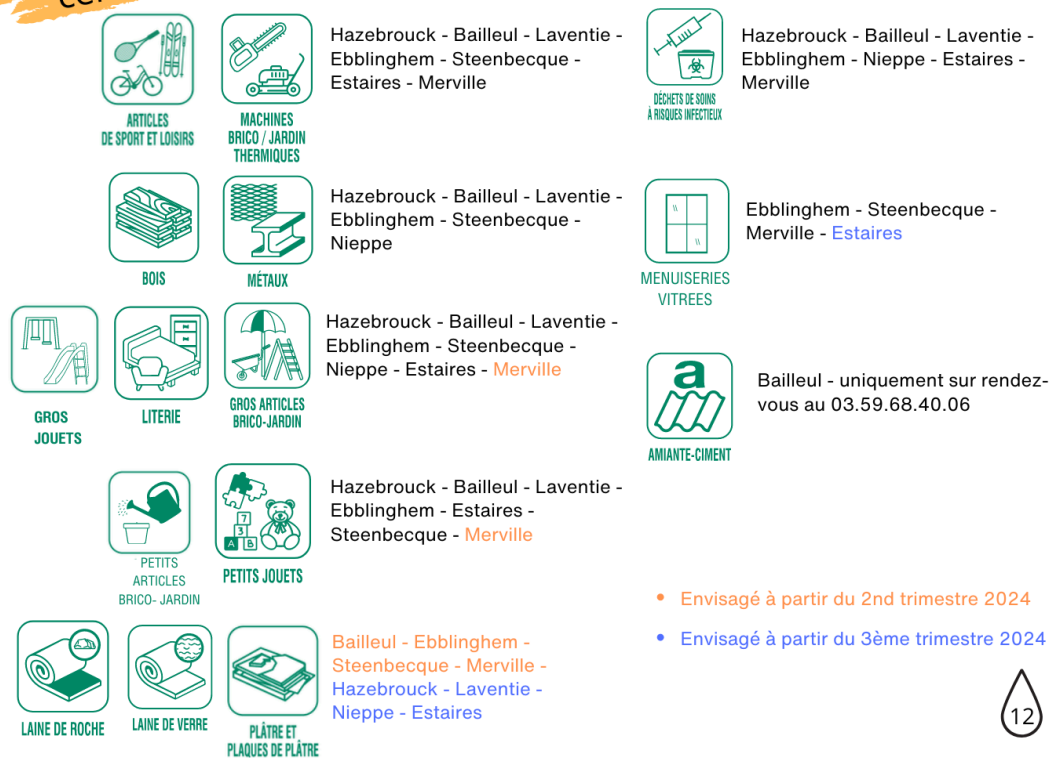 ARTICLES
DE SPORT ET LOISIRS
MACHINES
BRICO / JARDIN
THERMIQUES
Hazebrouck - Bailleul - Laventie -
Ebblinghem - Steenbecque -
Estaires - Merville
BOIS
MÉTAUX
Hazebrouck - Bailleul - Laventie -
Ebblinghem - Steenbecque -
Nieppe
GROS
JOUETS
LITERIE
GROS ARTICLES
BRICO-JARDIN
Hazebrouck - Bailleul - Laventie -
Ebblinghem - Steenbecque -
Nieppe - Estaires - Merville
PETITS
ARTICLES
BRICO- JARDIN
7
3
A B
PETITS JOUETS
Hazebrouck - Bailleul - Laventie -
Ebblinghem - Estaires -
Steenbecque - Merville
LAINE DE ROCHE
LAINE DE VERRE
PLÂTRE ET
PLAQUES DE PLÂTRE
Bailleul - Ebblinghem -
Steenbecque - Merville -
Hazebrouck - Laventie -
Nieppe - Estaires
DÉCHETS DE SOINS
À RISQUES INFECTIEUX
Hazebrouck - Bailleul - Laventie -
Ebblinghem - Nieppe - Estaires -
Merville
MENUISERIES
VITREES
Ebblinghem - Steenbecque -
Merville - Estaires
a
AMIANTE-CIMENT
Bailleul - uniquement sur rendez-
vous au 03.59.68.40.06
• Envisagé à partir du 2nd trimestre 2024
• Envisagé à partir du 3ème trimestre 2024
12